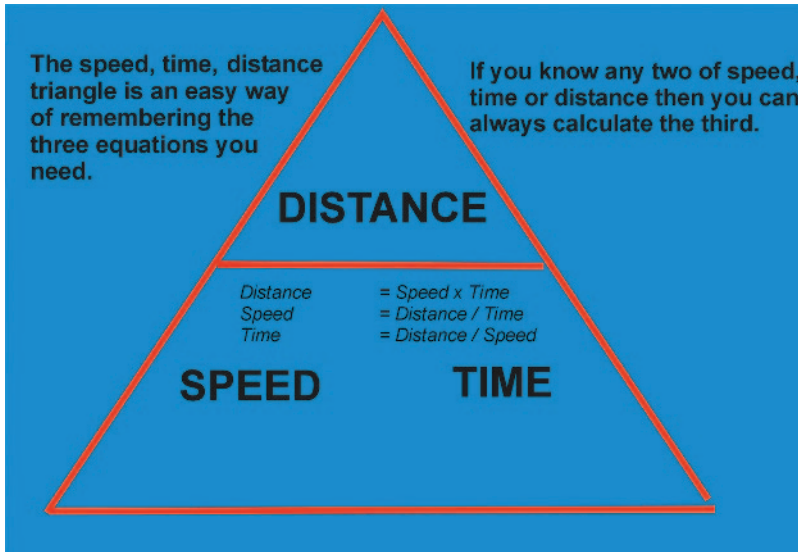 The speed, time, distance
triangle is an easy way
of remembering the
three equations you
need.
If you know any two of speed,
time or distance then you can
always calculate the third.
DISTANCE
Distance = Speed x Time
Speed = Distance / Time
Time = Distance / Speed
SPEED TIME